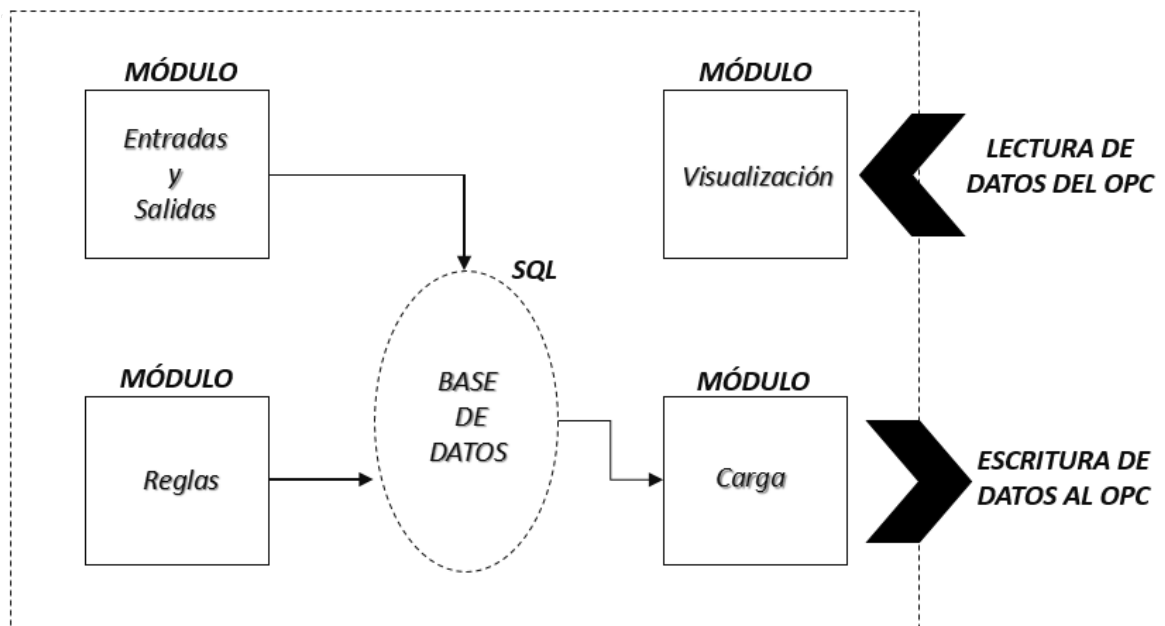 MÓDULO
Entradas
y
Salidas
MÓDULO
Visualización
LECTURA DE
DATOS DEL OPC
SQL
BASE
DE
DATOS
MÓDULO
Reglas
MÓDULO
Carga
ESCRITURA DE
DATOS AL OPC